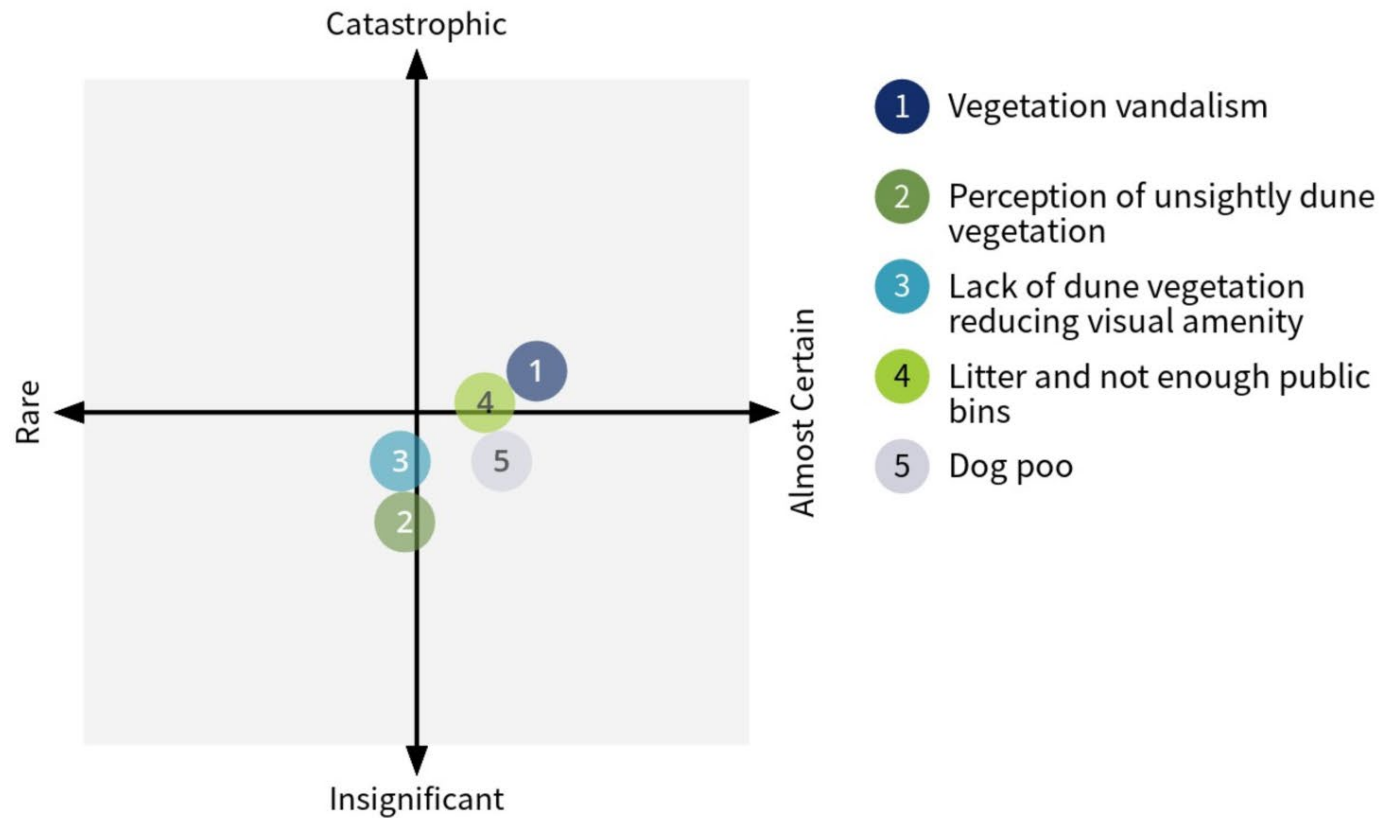 Catastrophic
Rare
Almost Certain
1
4
3
5
2
Insignificant
1 Vegetation vandalism
2 Perception of unsightly dune
vegetation
3 Lack of dune vegetation
reducing visual amenity
4 Litter and not enough public
bins
5 Dog poo